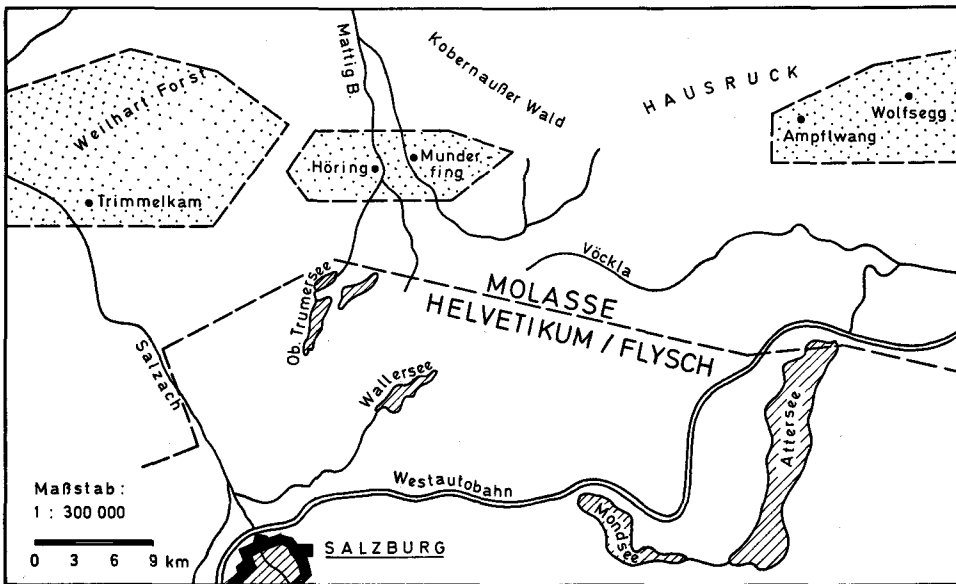 Weilhart Forst
Trimmelkam
Mattig B.
Kobernaußer Wald
HAUSRUCK
Wolfsegg
Ampflwang
Höring
Munder-
fing
Vöckla
MOLASSE
HELVETIKUM / FLYSCH
Ob. Trumersee
Wallersee
Salzach
Attersee
Westautobahn
Mondsee
SALZBURG
Maßstab:
1 : 300 000
0 3 6 9 km